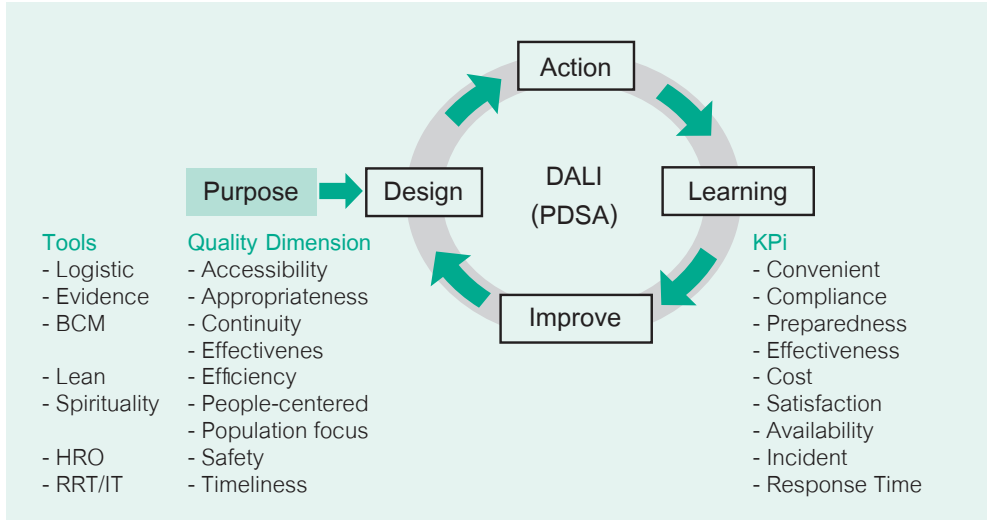 Action
Purpose
Design
DALI
(PDSA)
Learning
Improve
Tools
- Logistic
- Evidence
- BCM
- Lean
- Spirituality
- HRO
- RRT/IT
Quality Dimension
- Accessibility
- Appropriateness
- Continuity
- Effectivenes
- Efficiency
- People-centered
- Population focus
- Safety
- Timeliness
KPi
- Convenient
- Compliance
- Preparedness
- Effectiveness
- Cost
- Satisfaction
- Availability
- Incident
- Response Time